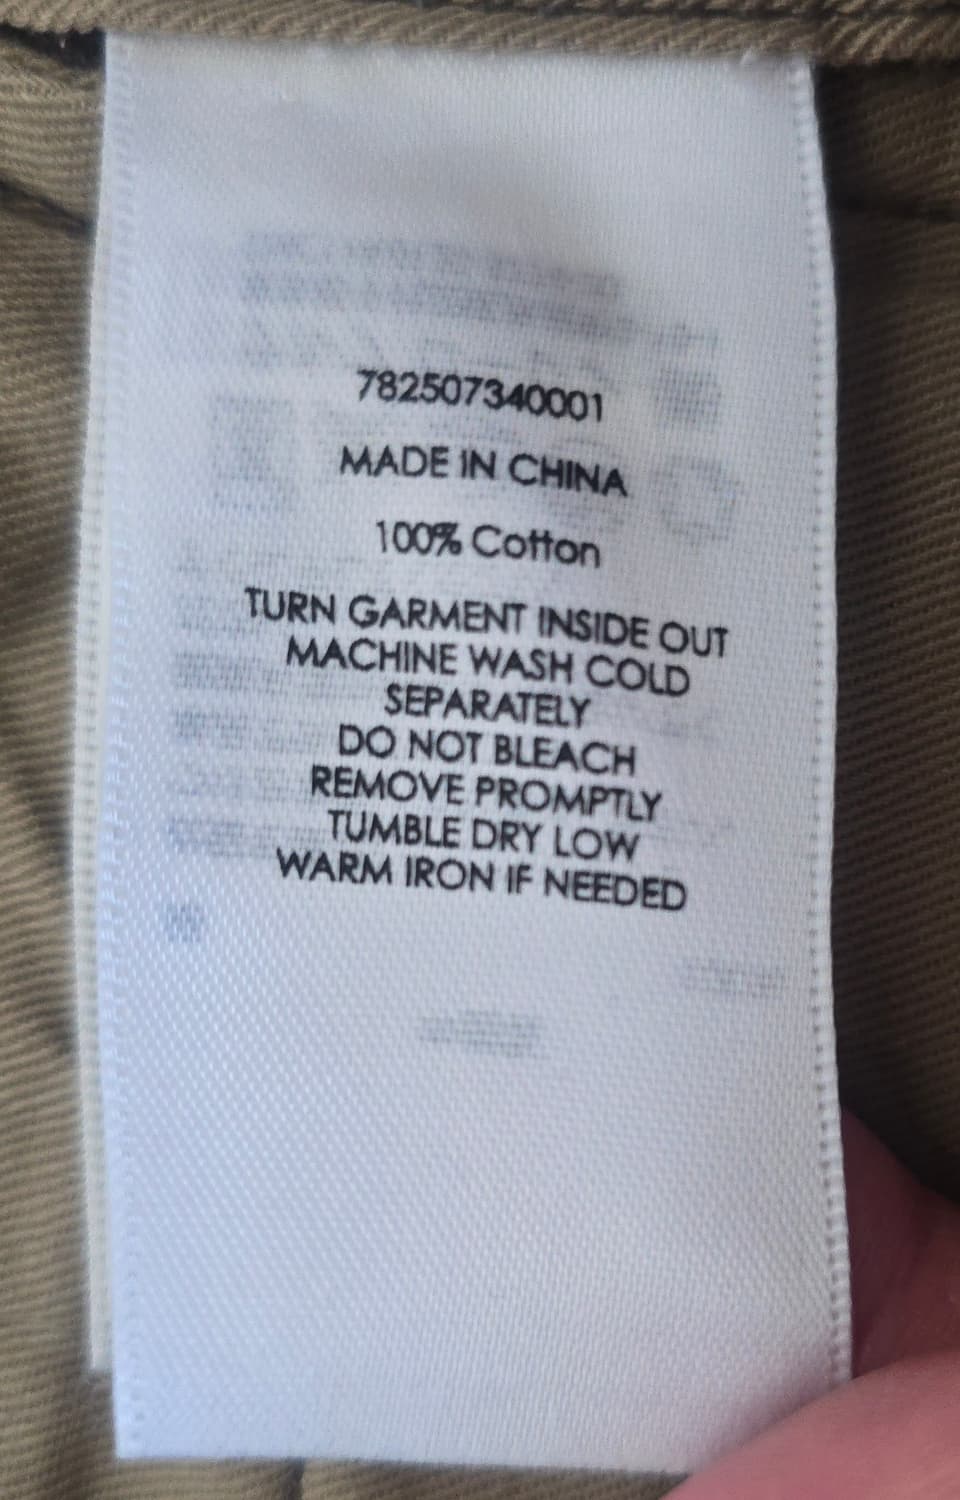 782507340001
MADE IN CHINA
100% Cotton
TURN GARMENT INSIDE OUT
MACHINE WASH COLD
SEPARATELY
DO NOT BLEACH
REMOVE PROMPTLY
TUMBLE DRY LOW
WARM IRON IF NEEDED